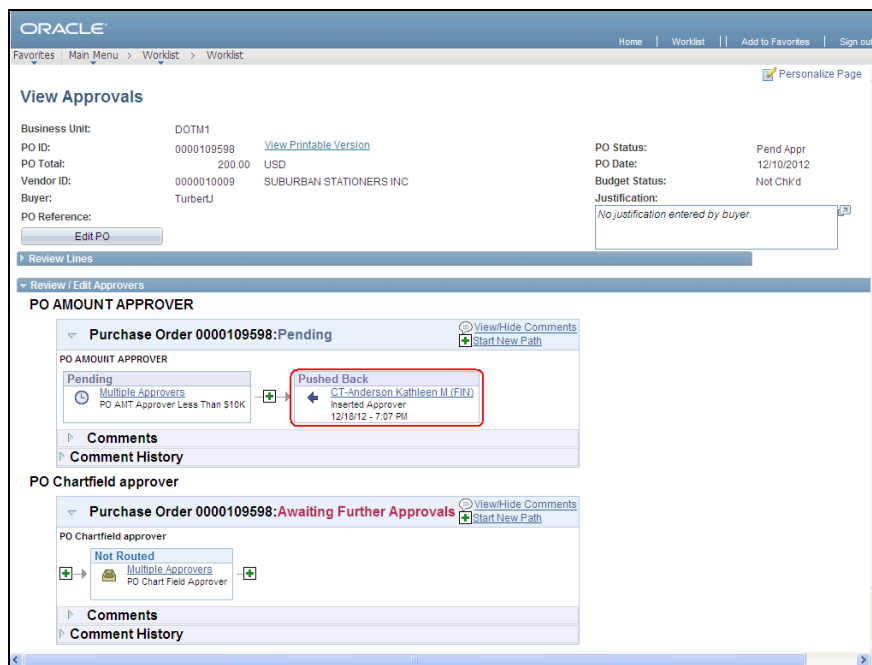 ORACLE
Home | Worklist || Add to Favorites | Sign out
Favorites Main Menu > Worklist > Worklist
Personalize Page
View Approvals
Business Unit: DOTM1
PO ID: 0000109598 View Printable Version PO Status: Pend Appr
PO Total: 200.00 USD PO Date: 12/10/2012
Vendor ID: 0000010009 SUBURBAN STATIONERS INC Budget Status: Not Chk'd
Buyer: TurbertJ Justification:
PO Reference: No justification entered by buyer.
Edit PO
Review Lines
Review / Edit Approvers
PO AMOUNT APPROVER
Purchase Order 0000109598:Pending View/Hide Comments
Start New Path
PO AMOUNT APPROVER
Pending Pushed Back
Multiple Approvers CT-Anderson Kathleen M (FIN)
PO AMT Approver Less Than $10K Inserted Approver
12/18/12 - 7:07 PM
Comments
Comment History
PO Chartfield approver
Purchase Order 0000109598:Awaiting Further Approvals View/Hide Comments
Start New Path
PO Chartfield approver
Not Routed
Multiple Approvers
PO Chart Field Approver
Comments
Comment History